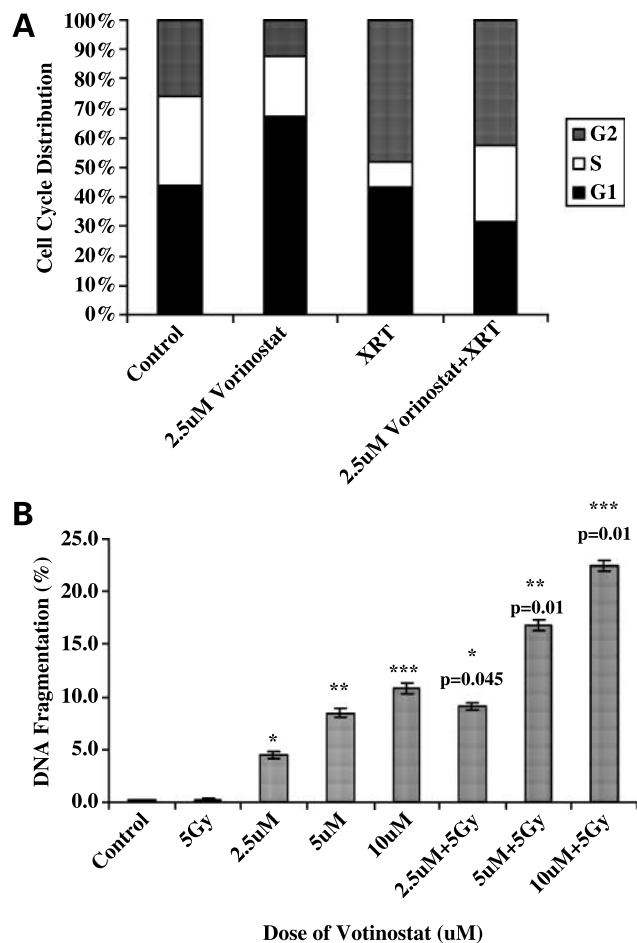 A
100%
90%
80%
70%
60%
50%
40%
30%
20%
10%
0%
Cell Cycle Distribution
G2
S
G1
Control
2.5uM Vorinostat
XRT
2.5uM Vorinostat+XRT
B
25.0
20.0
15.0
10.0
5.0
0.0
DNA Fragmentation (%)
*
**
***
*
p=0.045
**
p=0.01
***
p=0.01
Control
5Gy
2.5uM
5uM
10uM
2.5uM+5Gy
5uM+5Gy
10uM+5Gy
Dose of Votinostat (uM)